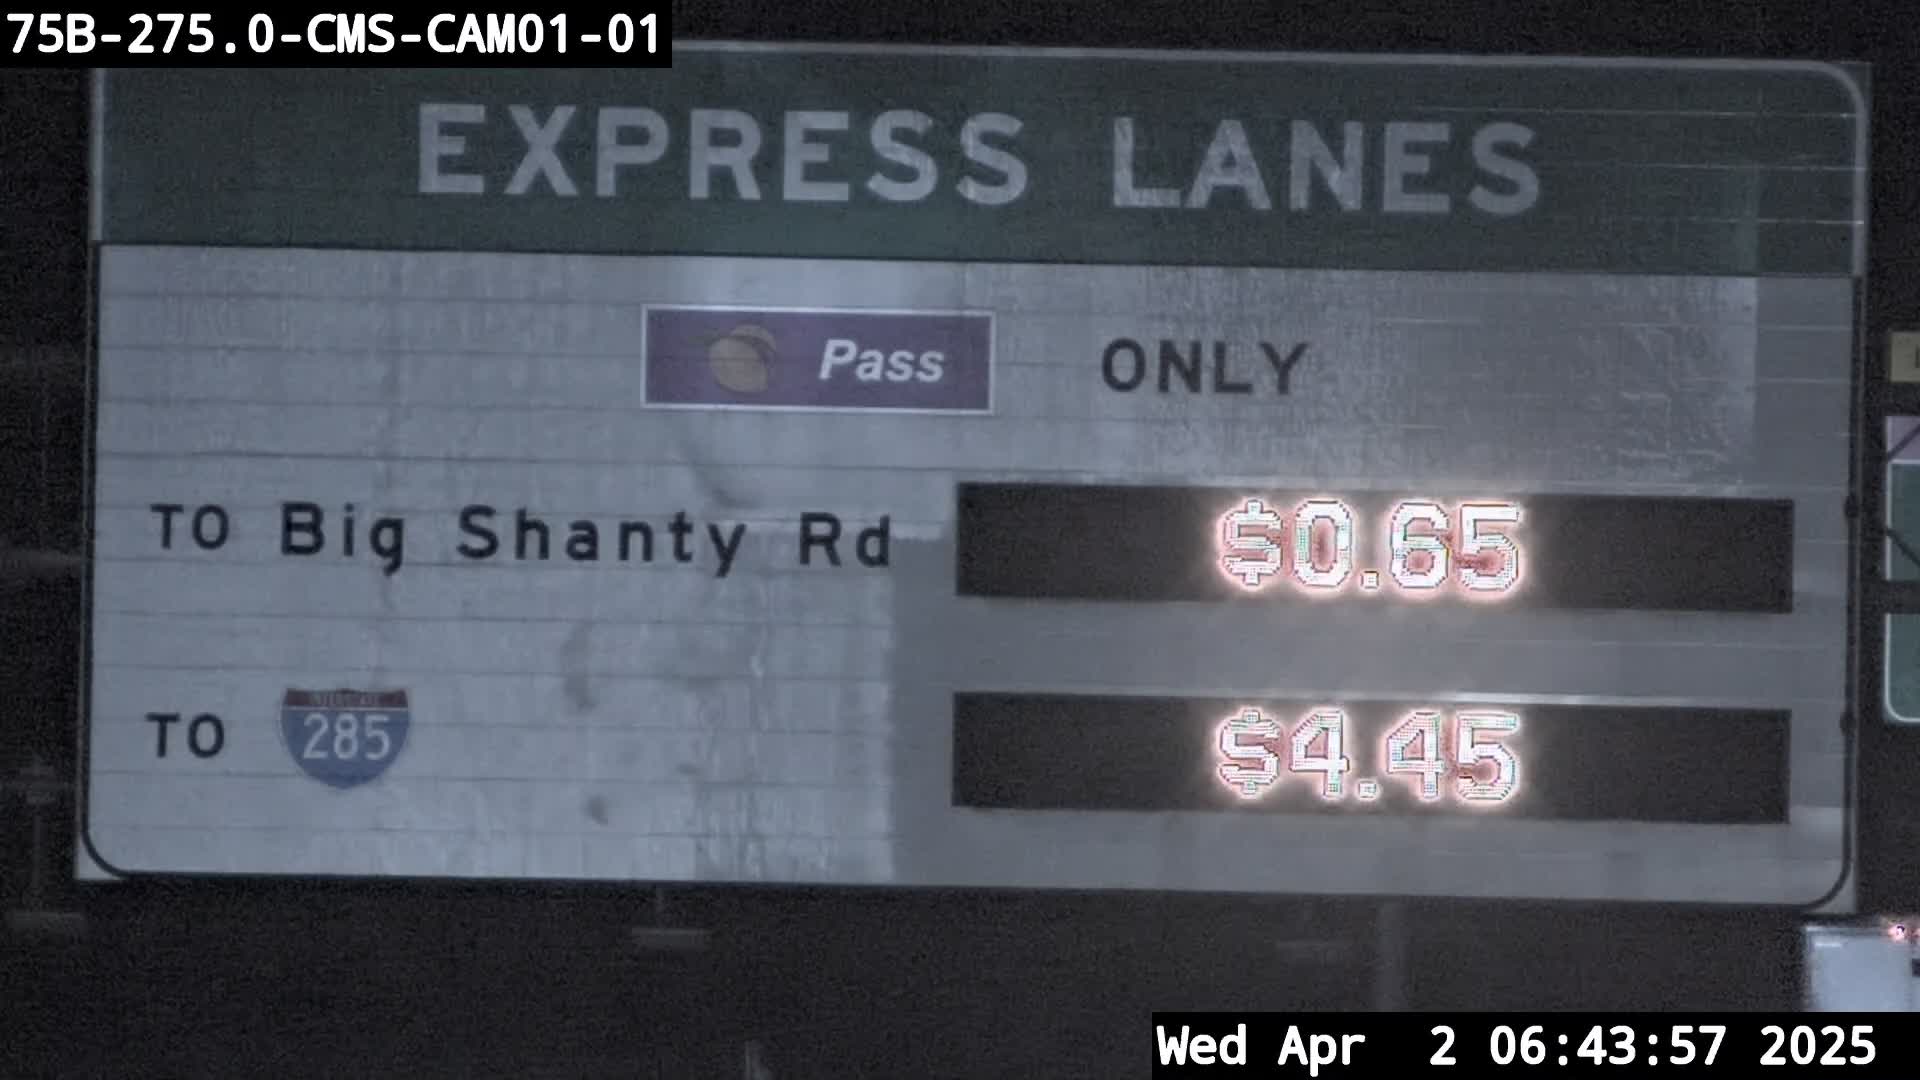 75B-275.0-CMS-CAM01-01
EXPRESS LANES
Pass ONLY
TO Big Shanty Rd $0.65
TO 285 $4.45
Wed Apr 2 06:43:57 2025